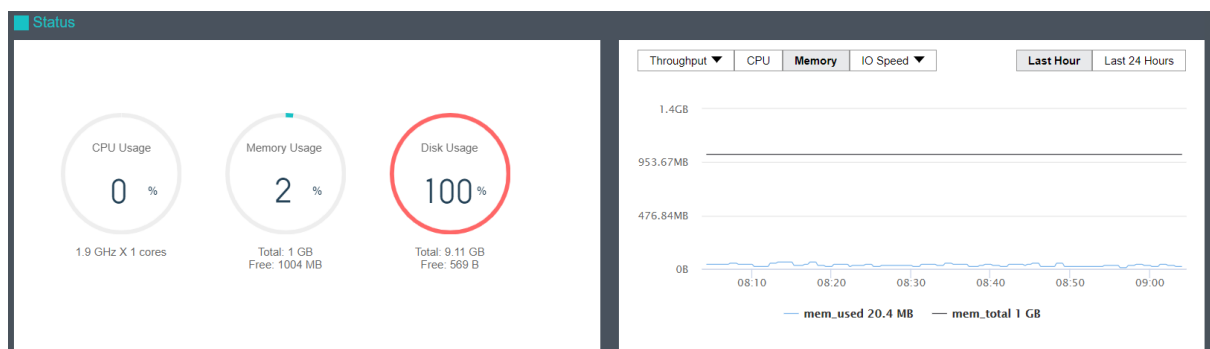 Status
CPU Usage
0 %
1.9 GHz X 1 cores
Memory Usage
2 %
Total: 1 GB
Free: 1004 MB
Disk Usage
100 %
Total: 9.11 GB
Free: 569 B
Throughput ▼ CPU Memory IO Speed ▼ Last Hour Last 24 Hours
1.4GB
953.67MB
476.84MB
0B
08:10 08:20 08:30 08:40 08:50 09:00
mem_used 20.4 MB mem_total 1 GB